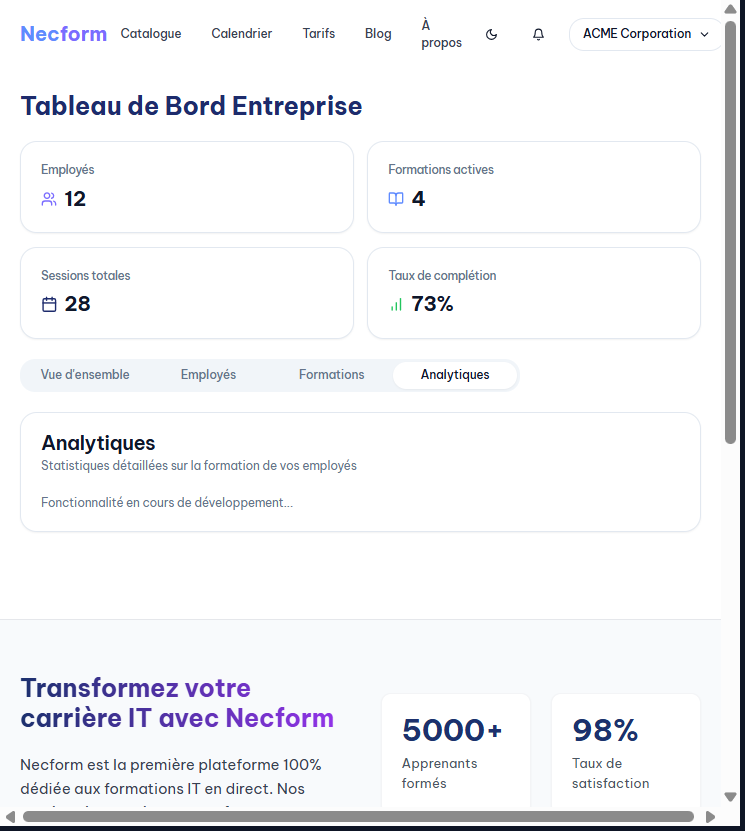 Necform Catalogue Calendrier Tarifs Blog À propos ACME Corporation
Tableau de Bord Entreprise
Employés
12
Formations actives
4
Sessions totales
28
Taux de complétion
73%
Vue d'ensemble Employés Formations Analytiques
Analytiques
Statistiques détaillées sur la formation de vos employés
Fonctionnalité en cours de développement...
Transformez votre
carrière IT avec Necform
Necform est la première plateforme 100%
dédiée aux formations IT en direct. Nos
5000+
Apprenants
formés
98%
Taux de
satisfaction